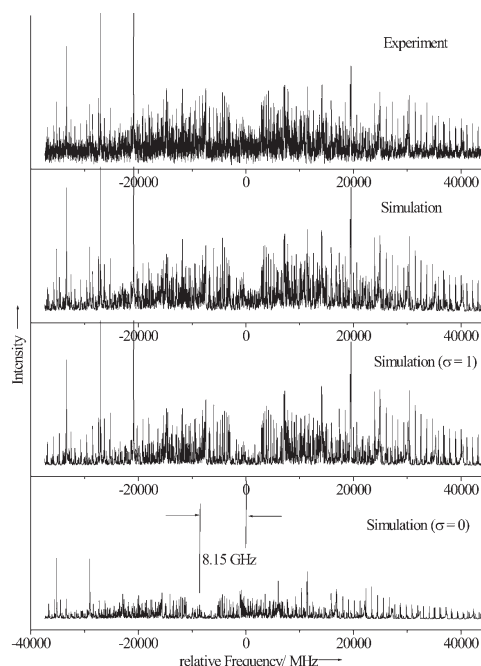 Experiment
-20000 0 20000 40000
Simulation
-20000 0 20000 40000
Simulation (σ = 1)
-20000 0 20000 40000
Simulation (σ = 0)
8.15 GHz
-40000 -20000 0 20000 40000
relative Frequency/ MHz
Intensity